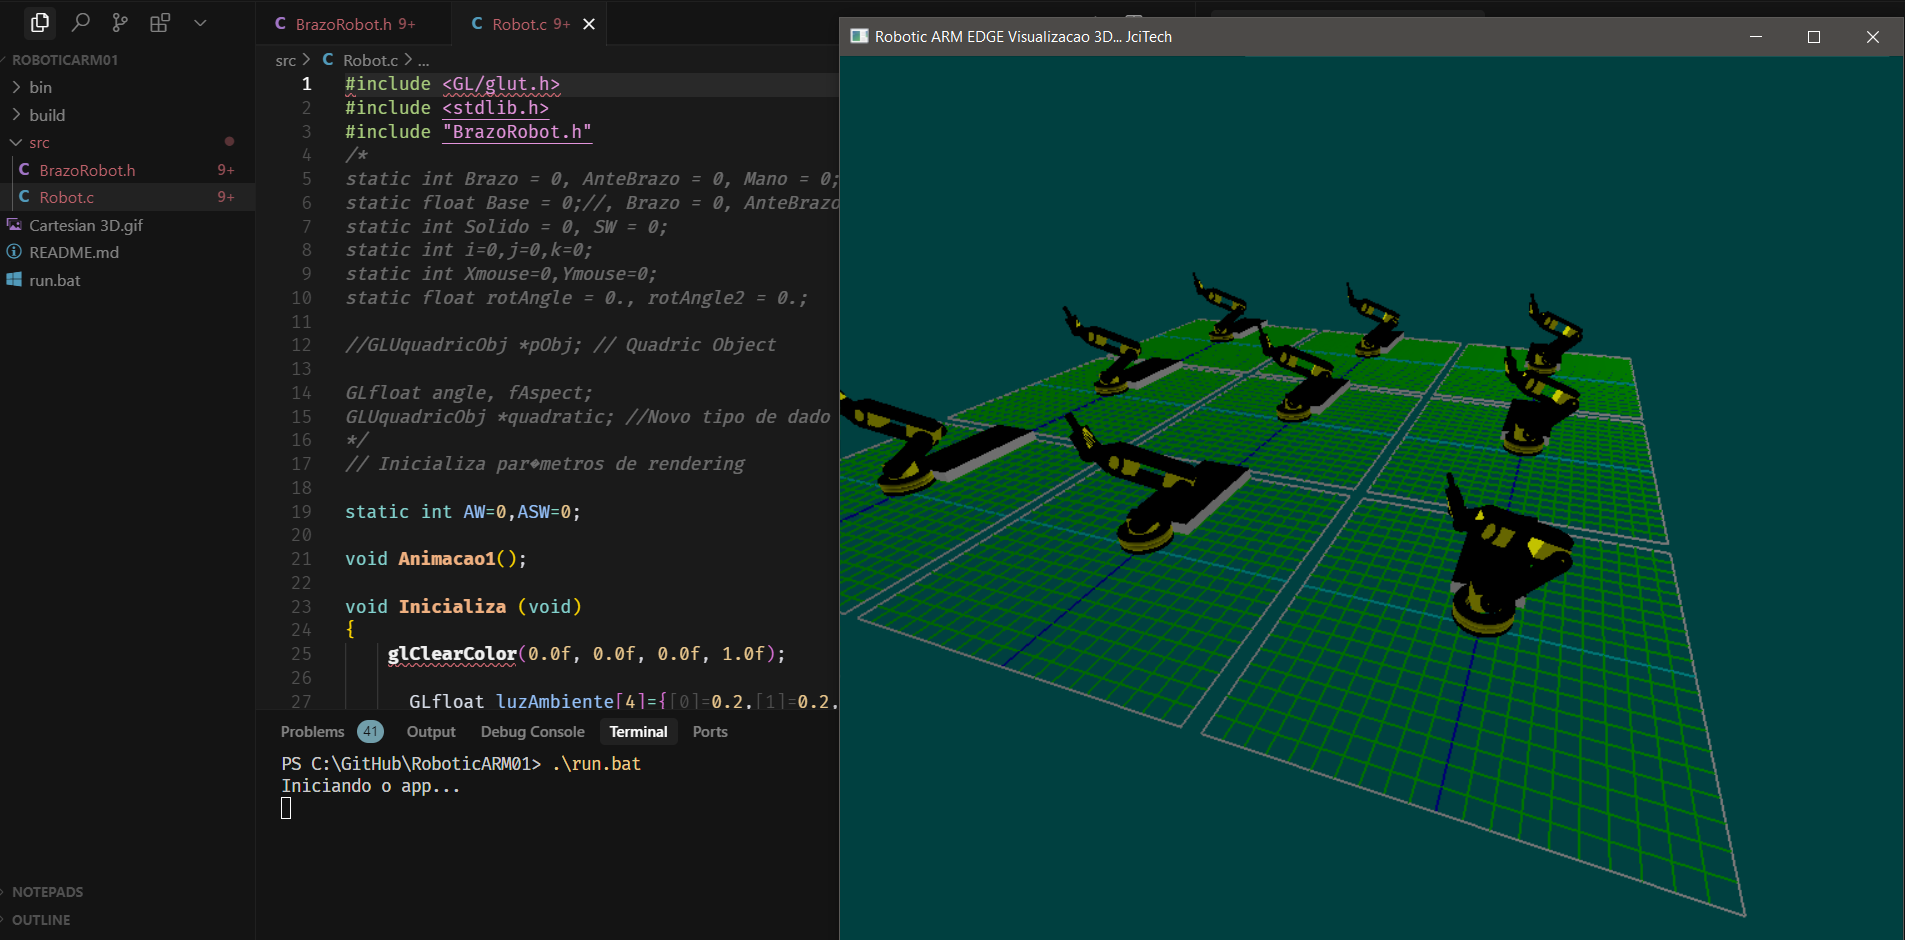 BrazoRobot.h 9+
Robot.c 9+
Robotic ARM EDGE Visualizacao 3D... JciTech
ROBOTICARM01
bin
build
src
BrazoRobot.h 9+
Robot.c 9+
Cartesian 3D.gif
README.md
run.bat
NOTEPADS
OUTLINE
src > C Robot.c > ...
1 #include <GL/glut.h>
2 #include <stdlib.h>
3 #include "BrazoRobot.h"
4 /*
5 static int Brazo = 0, AnteBrazo = 0, Mano = 0;
6 static float Base = 0;//, Brazo = 0, AnteBrazo
7 static int Solido = 0, SW = 0;
8 static int i=0,j=0,k=0;
9 static int Xmouse=0,Ymouse=0;
10 static float rotAngle = 0., rotAngle2 = 0.;
11
12 //GLUquadricObj *pObj; // Quadric Object
13
14 GLfloat angle, fAspect;
15 GLUquadricObj *quadratic; //Novo tipo de dado
16 */
17 // Inicializa par�metros de rendering
18
19 static int AW=0,ASW=0;
20
21 void Animacao1();
22
23 void Inicializa (void)
24 {
25 glClearColor(0.0f, 0.0f, 0.0f, 1.0f);
26
27 GLfloat luzAmbiente[4]={[0]=0.2,[1]=0.2,
Problems 41 Output Debug Console Terminal Ports
PS C:\GitHub\RoboticARM01> .\run.bat
Iniciando o app...